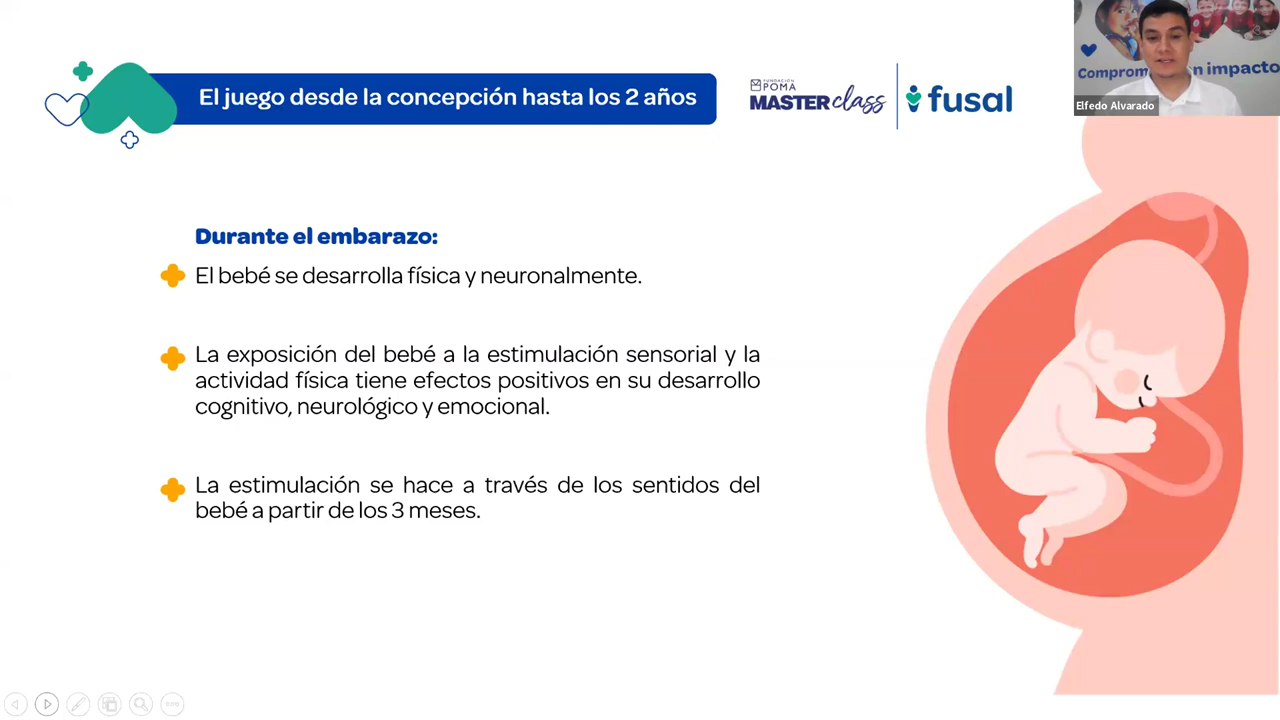 El juego desde la concepción hasta los 2 años
FUNDACIÓN
POMA
MASTER class
fusal
Comprom n impacto
Elfedo Alvarado
Durante el embarazo:
El bebé se desarrolla física y neuronalmente.
La exposición del bebé a la estimulación sensorial y la
actividad física tiene efectos positivos en su desarrollo
cognitivo, neurológico y emocional.
La estimulación se hace a través de los sentidos del
bebé a partir de los 3 meses.